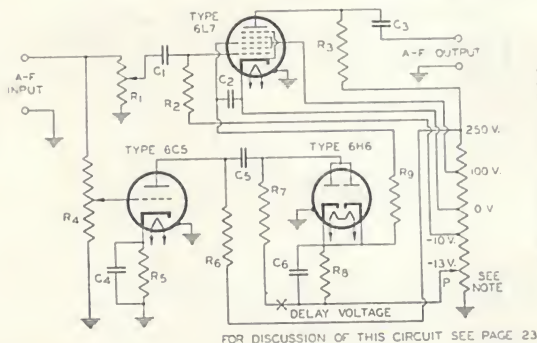 TYPE
6L7
C3
R3
A-F OUTPUT
A-F
INPUT
C1
R1
C2
R2
250 V.
TYPE 6C5
TYPE 6H6
100 V.
C5
R7
R9
R4
0 V
-10 V.
R6
-13V.
C4
R5
C6
R8
P
SEE
NOTE
DELAY VOLTAGE
FOR DISCUSSION OF THIS CIRCUIT SEE PAGE 23